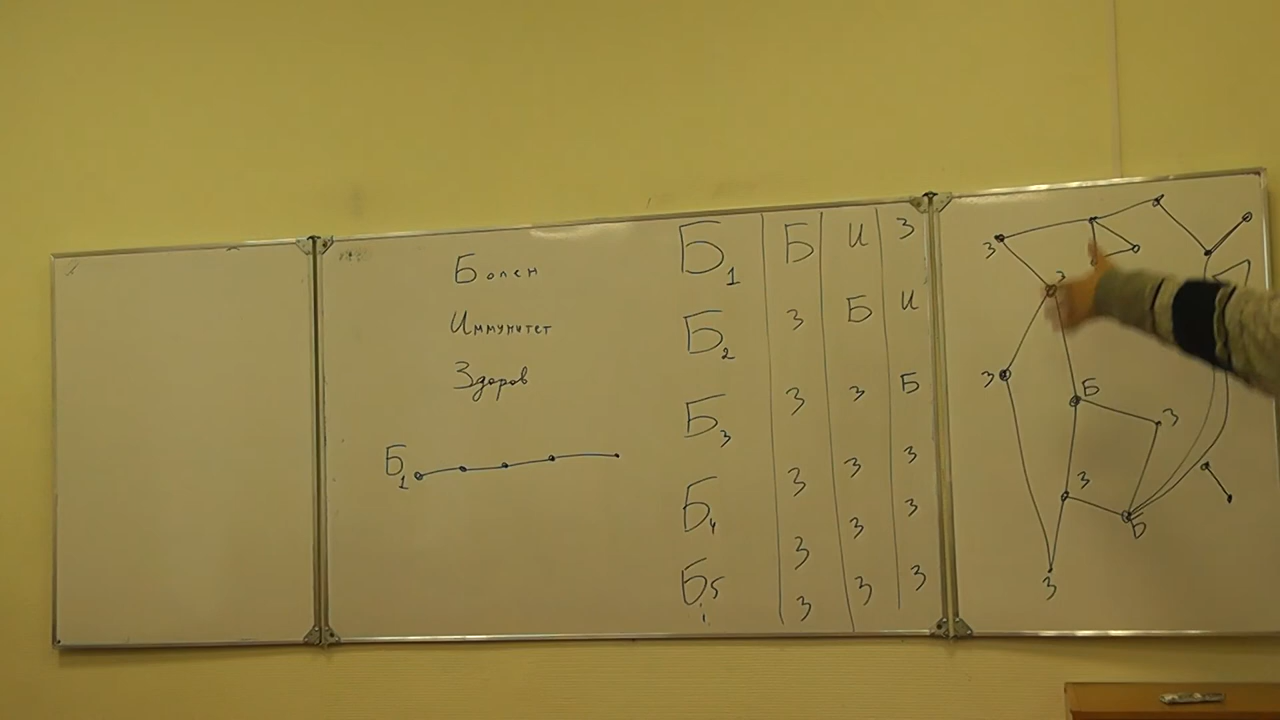 Болен
Иммунитет
Здоров
Б1
Б1 Б И З
Б2 З Б И
Б3 З З Б
Б4 З З З
З З З
Б5 З З З
З
З
З
Б
З
З
Б
З